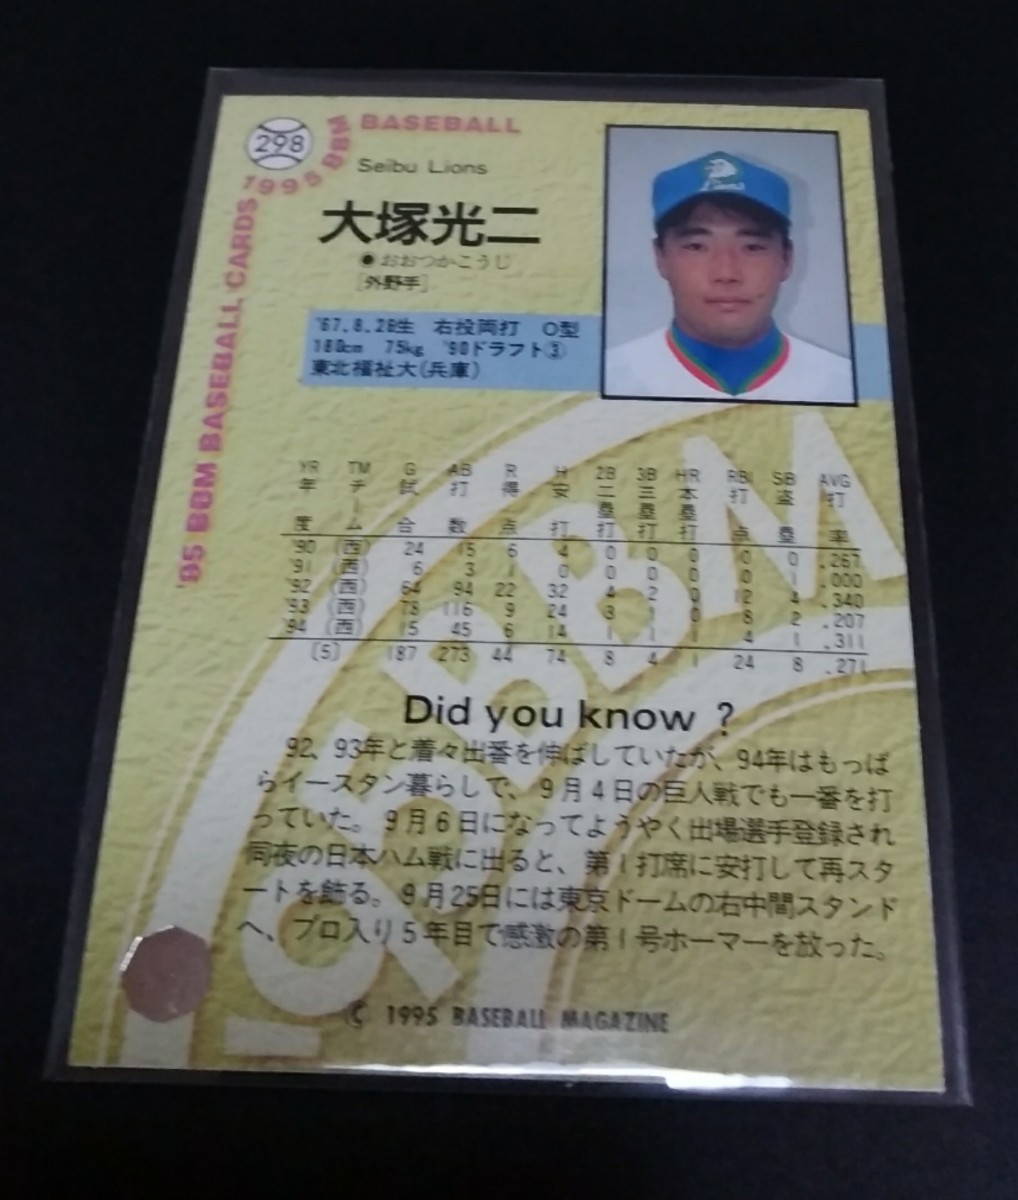 298
1995 BBM BASEBALL
'95 BBM BASEBALL CARDS
Seibu Lions
大塚光二
●おおつかこうじ
[外野手]
'67.8.26生 右投両打 O型
180cm 75kg '90ドラフト③
東北福祉大(兵庫)
Lions
YR TM G AB R H 2B 3B HR RBI SB AVG
年度 チーム 試合 打数 得点 安打 二塁打 三塁打 本塁打 打点 盗塁 打率
'90 (西) 24 15 6 4 0 0 0 0 0 .267
'91 (西) 6 3 1 0 0 0 0 0 1 .000
'92 (西) 64 94 22 32 4 2 0 12 4 .340
'93 (西) 78 116 9 24 3 1 0 8 2 .207
'94 (西) 15 45 6 14 1 1 1 4 1 .311
[5] 187 273 44 74 8 4 1 24 8 .271
Did you know ?
92、93年と着々出番を伸ばしていたが、94年はもっぱ
らイースタン暮らしで、9月4日の巨人戦でも一番を打
っていた。9月6日になってようやく出場選手登録され
同夜の日本ハム戦に出ると、第1打席に安打して再スタ
ートを飾る。9月25日には東京ドームの右中間スタンド
へ、プロ入り5年目で感激の第1号ホーマーを放った。
© 1995 BASEBALL MAGAZINE